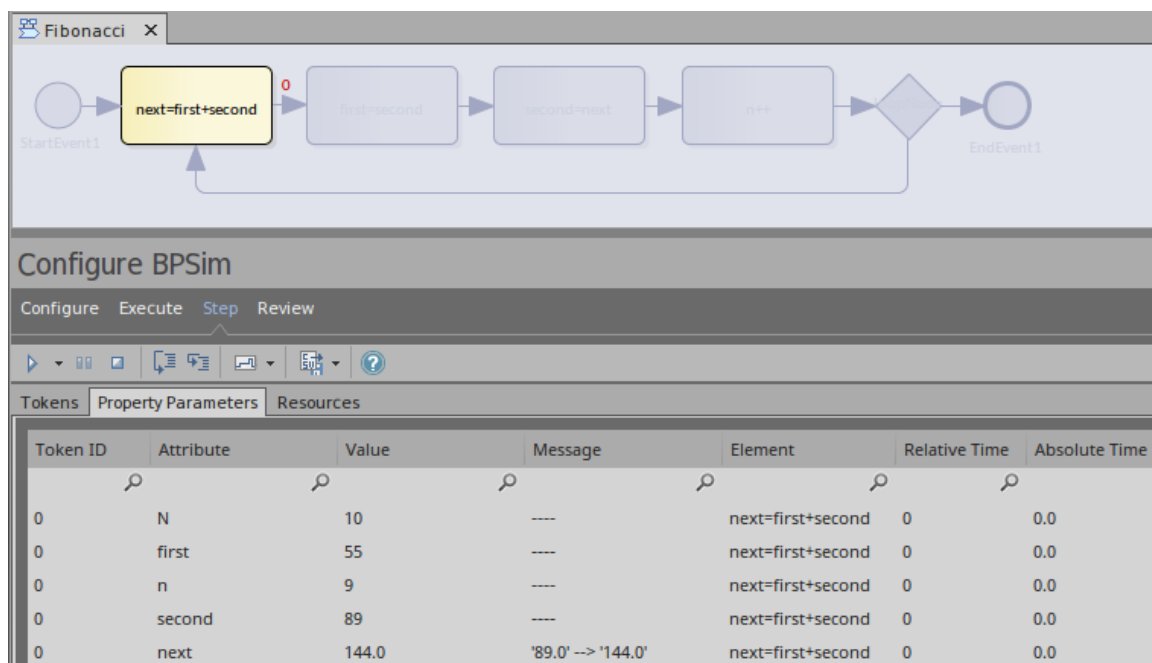 Fibonacci
0
next=first+second
first=second
second=next
n++
StartEvent1
EndEvent1
Configure BPSim
Configure Execute Step Review
Tokens Property Parameters Resources
Token ID Attribute Value Message Element Relative Time Absolute Time
0 N 10 ---- next=first+second 0 0.0
0 first 55 ---- next=first+second 0 0.0
0 n 9 ---- next=first+second 0 0.0
0 second 89 ---- next=first+second 0 0.0
0 next 144.0 '89.0' --> '144.0' next=first+second 0 0.0